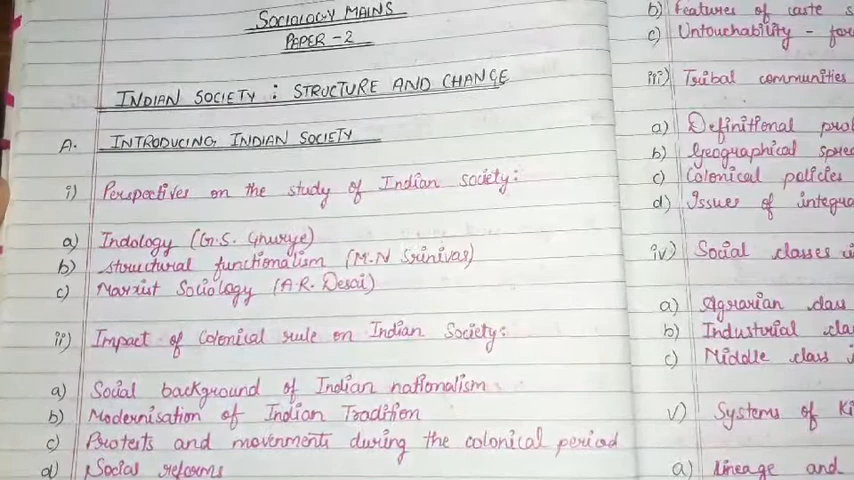 SOCIOLOGY MAINS
PAPER - 2
INDIAN SOCIETY : STRUCTURE AND CHANGE
A. INTRODUCING INDIAN SOCIETY
i) Perspectives on the study of Indian society:
a) Indology (G.S. Ghurye)
b) structural functionalism (M.N Srinivas)
c) Marxist Sociology (A.R. Desai)
ii) Impact of Colonical rule on Indian Society:
a) Social background of Indian nationalism
b) Modernisation of Indian Tradition
c) Protests and movenments during the colonical period
d) Social reforms
b) Features of caste
c) Untouchability -
iii) Tribal communities
a) Definitional
b) Geographical
c) Colonical policies
d) Issues of
iv) Social classes
a) Agrarian class
b) Industrial
c) Middle class
v) Systems of
a) Lineage and